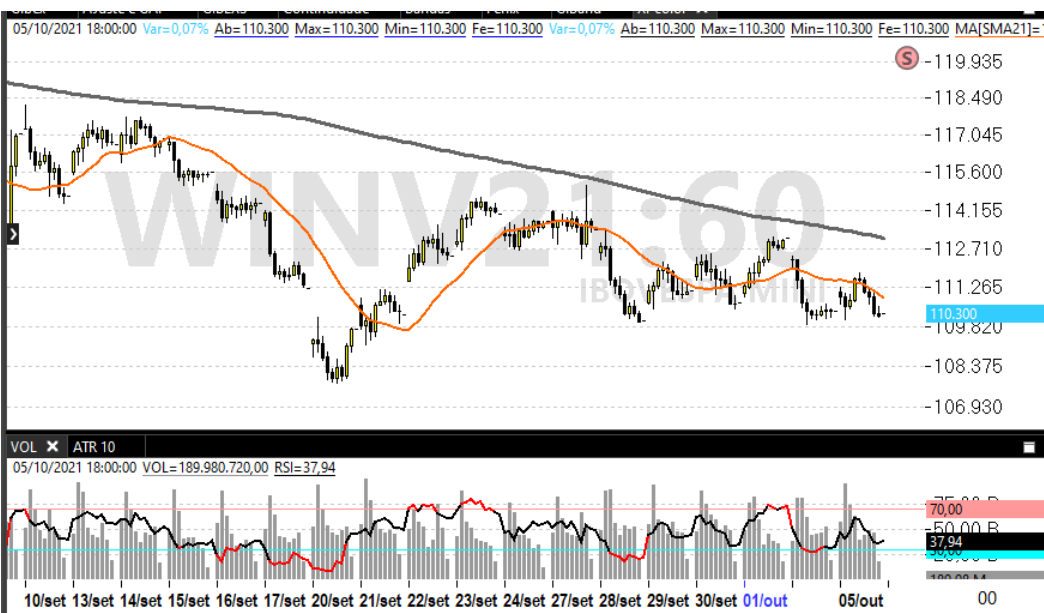 Ajuste e GAP Continuidade Bandas Fenix
05/10/2021 18:00:00 Var=0,07% Ab=110.300 Max=110.300 Min=110.300 Fe=110.300 Var=0,07% Ab=110.300 Max=110.300 Min=110.300 Fe=110.300 MA[SMA21]=
S
119.935
118.490
117.045
115.600
114.155
112.710
111.265
110.300
109.820
108.375
106.930
WINV21:60
IBOVESPA MINI
VOL ATR 10
05/10/2021 18:00:00 VOL=189.980.720,00 RSI=37,94
70,00
50,00 B
37,94
30,00
10/set 13/set 14/set 15/set 16/set 17/set 20/set 21/set 22/set 23/set 24/set 27/set 28/set 29/set 30/set 01/out 05/out 00